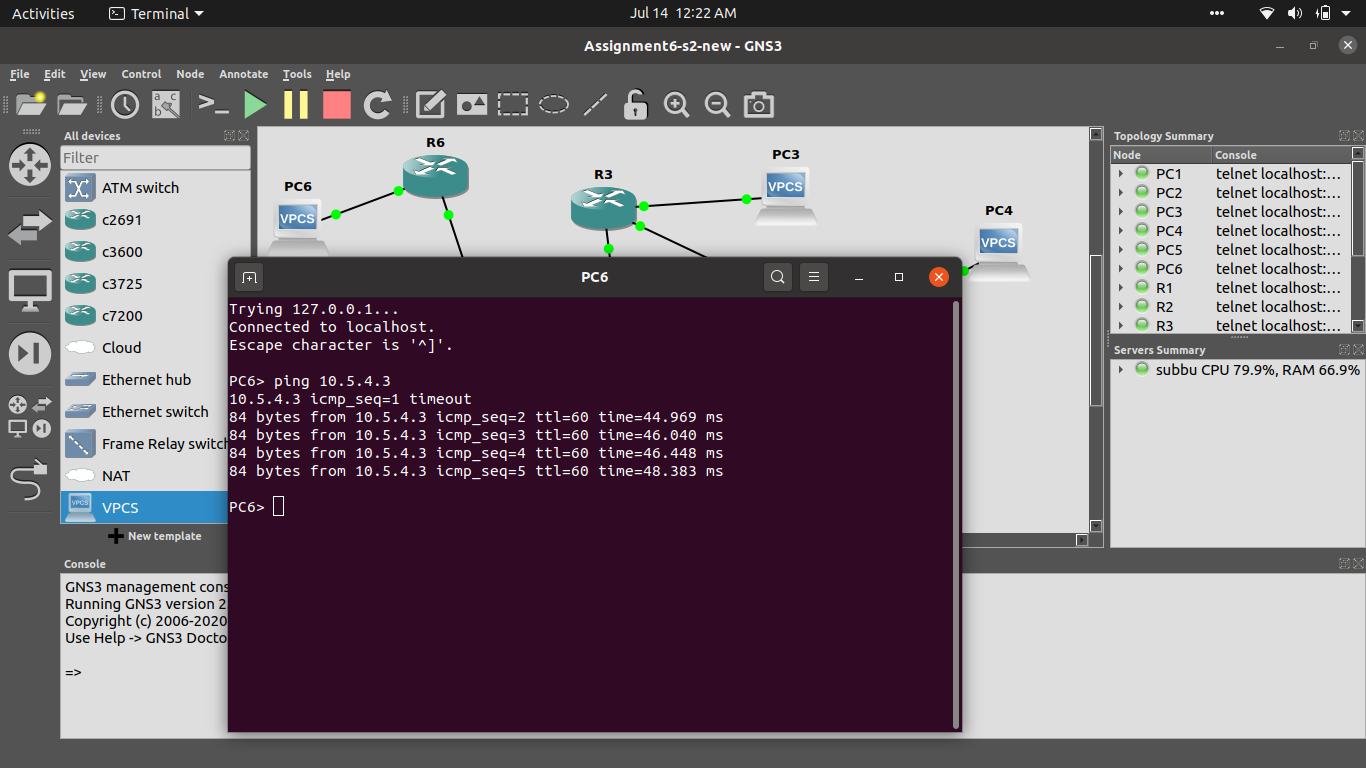 Activities
Terminal
Jul 14 12:22 AM
Assignment6-s2-new - GNS3
File Edit View Control Node Annotate Tools Help
All devices
Filter
ATM switch
c2691
c3600
c3725
c7200
Cloud
Ethernet hub
Ethernet switch
Frame Relay switch
NAT
VPCS
New template
R6
PC6
VPCS
R3
PC3
VPCS
PC4
VPCS
PC6
Trying 127.0.0.1...
Connected to localhost.
Escape character is '^]'.
PC6> ping 10.5.4.3
10.5.4.3 icmp_seq=1 timeout
84 bytes from 10.5.4.3 icmp_seq=2 ttl=60 time=44.969 ms
84 bytes from 10.5.4.3 icmp_seq=3 ttl=60 time=46.040 ms
84 bytes from 10.5.4.3 icmp_seq=4 ttl=60 time=46.448 ms
84 bytes from 10.5.4.3 icmp_seq=5 ttl=60 time=48.383 ms
PC6>
Topology Summary
Node Console
PC1 telnet localhost:...
PC2 telnet localhost:...
PC3 telnet localhost:...
PC4 telnet localhost:...
PC5 telnet localhost:...
PC6 telnet localhost:...
R1 telnet localhost:...
R2 telnet localhost:...
R3 telnet localhost:...
Servers Summary
subbu CPU 79.9%, RAM 66.9%
Console
GNS3 management cons
Running GNS3 version 2
Copyright (c) 2006-2020
Use Help -> GNS3 Docto
=>